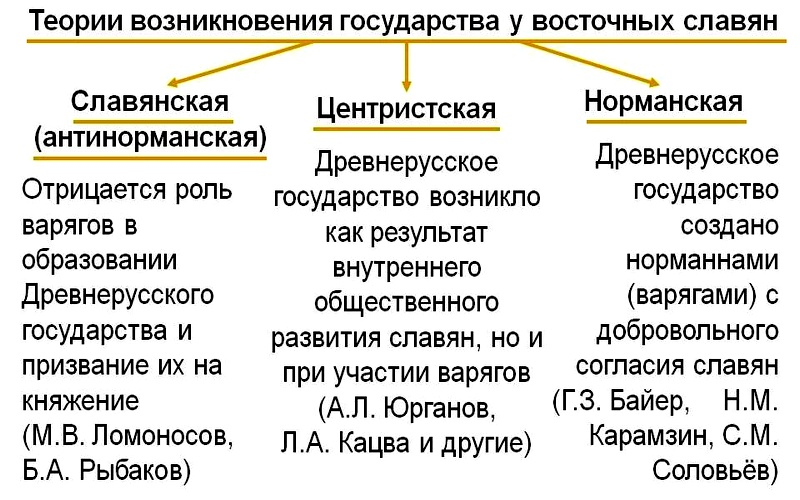 Теории возникновения государства у восточных славян
Славянская
(антинорманская)
Отрицается роль
варягов в
образовании
Древнерусского
государства и
призвание их на
княжение
(М.В. Ломоносов,
Б.А. Рыбаков)
Центристская
Древнерусское
государство возникло
как результат
внутреннего
общественного
развития славян, но и
при участии варягов
(А.Л. Юрганов,
Л.А. Кацва и другие)
Норманская
Древнерусское
государство
создано
норманнами
(варягами) с
добровольного
согласия славян
(Г.З. Байер, Н.М.
Карамзин, С.М.
Соловьёв)